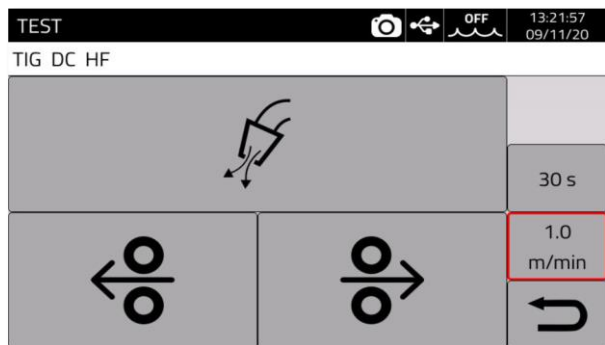 TEST
OFF
13:21:57
09/11/20
TIG DC HF
30 s
1.0
m/min